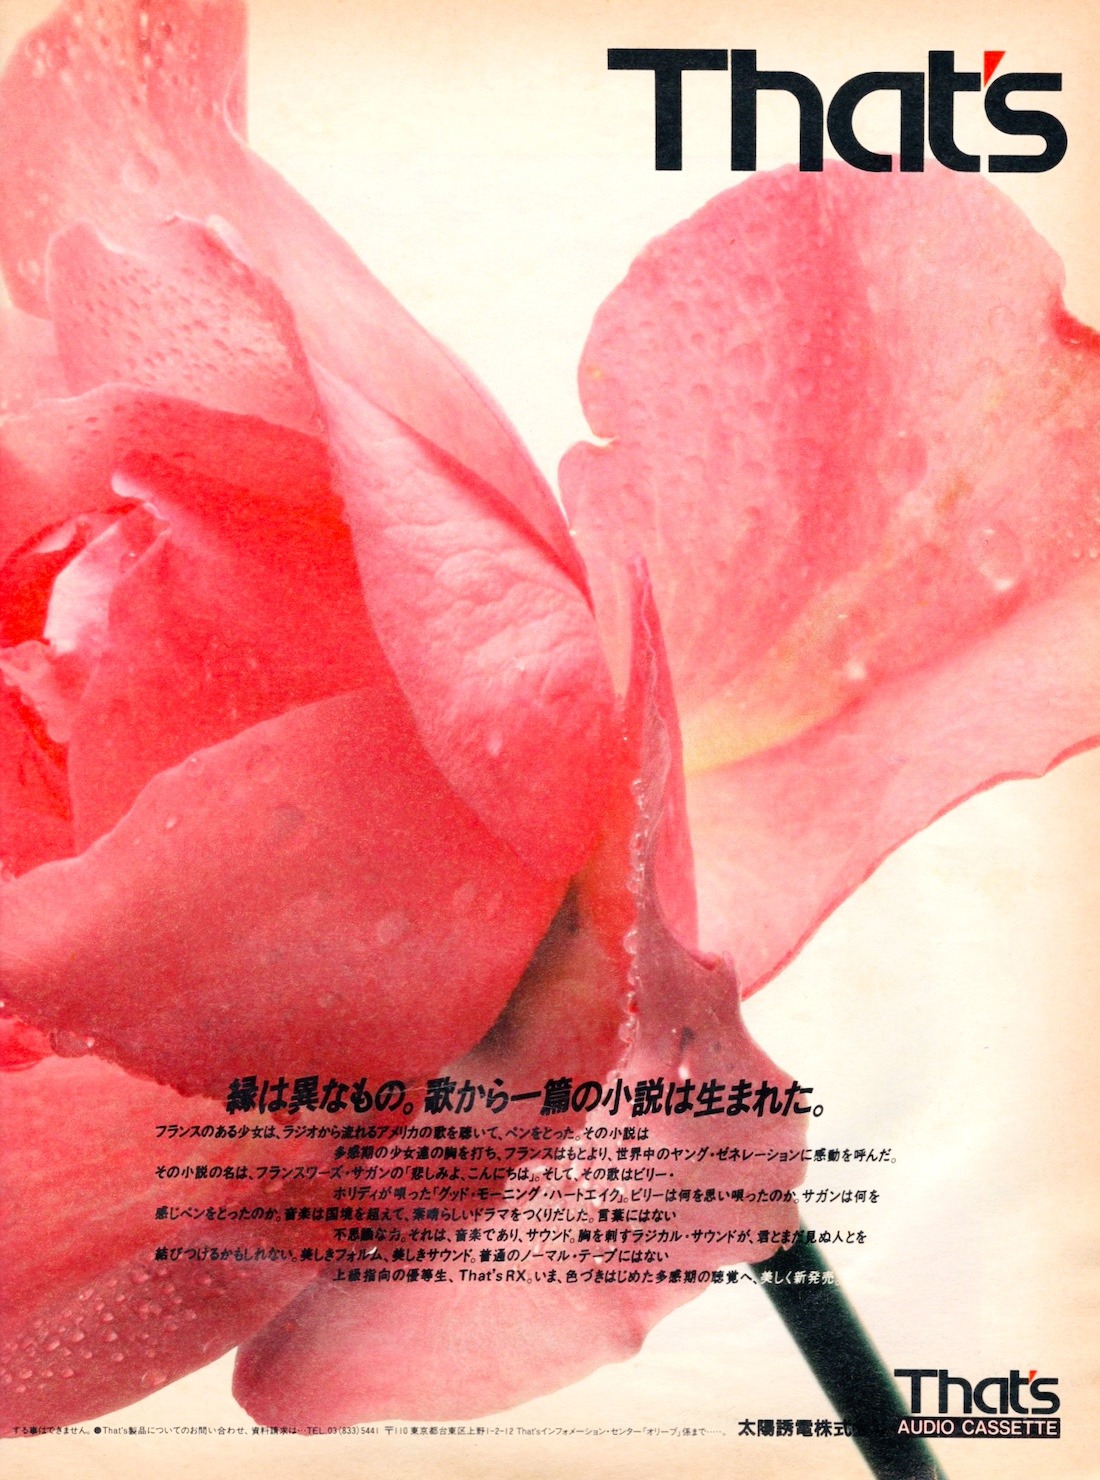 That's
縁は異なもの。歌から一篇の小説は生まれた。
フランスのある少女は、ラジオから流れるアメリカの歌を聴いて、ペンをとった。その小説は
多感期の少女達の胸を打ち、フランスはもとより、世界中のヤング・ゼネレーションに感動を呼んだ。
その小説の名は、フランスワーズ・サガンの「悲しみよ、こんにちは」。そして、その歌はビリー・
ホリディが唄った「グッド・モーニング・ハートエイク」。ビリーは何を思い唄ったのか。サガンは何を
感じペンをとったのか。音楽は国境を超えて、素晴らしいドラマをつくりだした。言葉にはない
不思議な力。それは、音楽であり、サウンド。胸を刺すラジカル・サウンドが、君とまだ見ぬ人とを
結びつけるかもしれない。美しきフォルム、美しきサウンド。普通のノーマル・テープにはない
上級指向の優等生、That's RX。いま、色づきはじめた多感期の聴覚へ、美しく新発売。
That's
AUDIO CASSETTE
太陽誘電株式
する事はできません。●That's製品についてのお問い合わせ、資料請求は…TEL.03(833)5441 〒110 東京都台東区上野1-2-12 That'sインフォメーション・センター「オリーブ」係まで……。